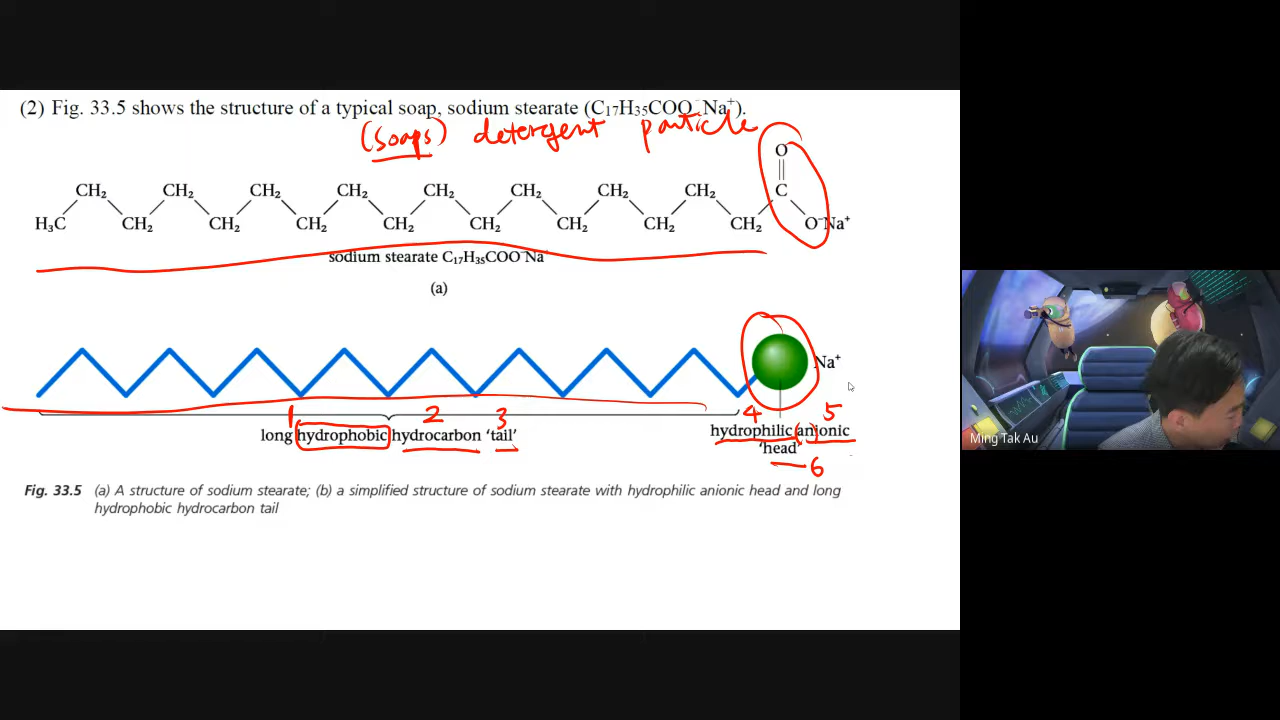 (2) Fig. 33.5 shows the structure of a typical soap, sodium stearate (C₁₇H₃₅COO⁻Na⁺).
(soaps) detergent particle
O
CH₂ CH₂ CH₂ CH₂ CH₂ CH₂ CH₂ CH₂ C
H₃C CH₂ CH₂ CH₂ CH₂ CH₂ CH₂ CH₂ CH₂ O⁻Na⁺
sodium stearate C₁₇H₃₅COO⁻Na⁺
(a)
Na⁺
1 2 3 4 5
long hydrophobic hydrocarbon ‘tail’ hydrophilic ( ) anionic
‘head’
6
Fig. 33.5 (a) A structure of sodium stearate; (b) a simplified structure of sodium stearate with hydrophilic anionic head and long
hydrophobic hydrocarbon tail
Ming Tak Au